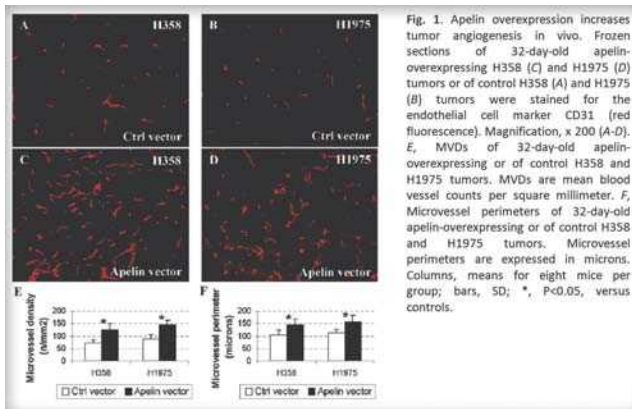 A
H358
Ctrl vector
B
H1975
Ctrl vector
C
H358
Apelin vector
D
H1975
Apelin vector
E
Microvessel density
(n/mm2)
200
150
100
50
0
*
*
H358
H1975
Ctrl vector
Apelin vector
F
Microvessel perimeter
(microns)
200
150
100
50
0
*
*
H358
H1975
Ctrl vector
Apelin vector
Fig. 1. Apelin overexpression increases
tumor angiogenesis in vivo. Frozen
sections of 32-day-old apelin-
overexpressing H358 (C) and H1975 (D)
tumors or of control H358 (A) and H1975
(B) tumors were stained for the
endothelial cell marker CD31 (red
fluorescence). Magnification, x 200 (A-D).
E, MVDs of 32-day-old apelin-
overexpressing or of control H358 and
H1975 tumors. MVDs are mean blood
vessel counts per square millimeter. F,
Microvessel perimeters of 32-day-old
apelin-overexpressing or of control H358
and H1975 tumors. Microvessel
perimeters are expressed in microns.
Columns, means for eight mice per
group; bars, SD; *, P<0.05, versus
controls.